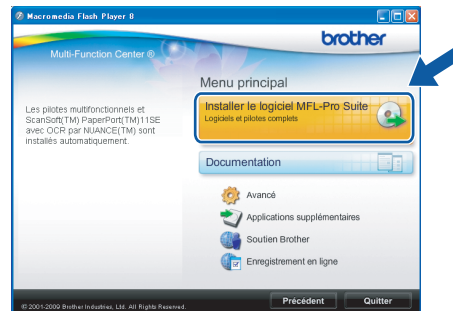 Macromedia Flash Player 8
brother
Multi-Function Center ®
Menu principal
Les pilotes multifonctionnels et
ScanSoft(TM) PaperPort(TM)11SE
avec OCR par NUANCE(TM) sont
installés automatiquement.
Installer le logiciel MFL-Pro Suite
Logiciels et pilotes complets
Documentation
Avancé
Applications supplémentaires
Soutien Brother
Enregistrement en ligne
© 2001-2009 Brother Industries, Ltd. All Rights Reserved.
Précédent
Quitter